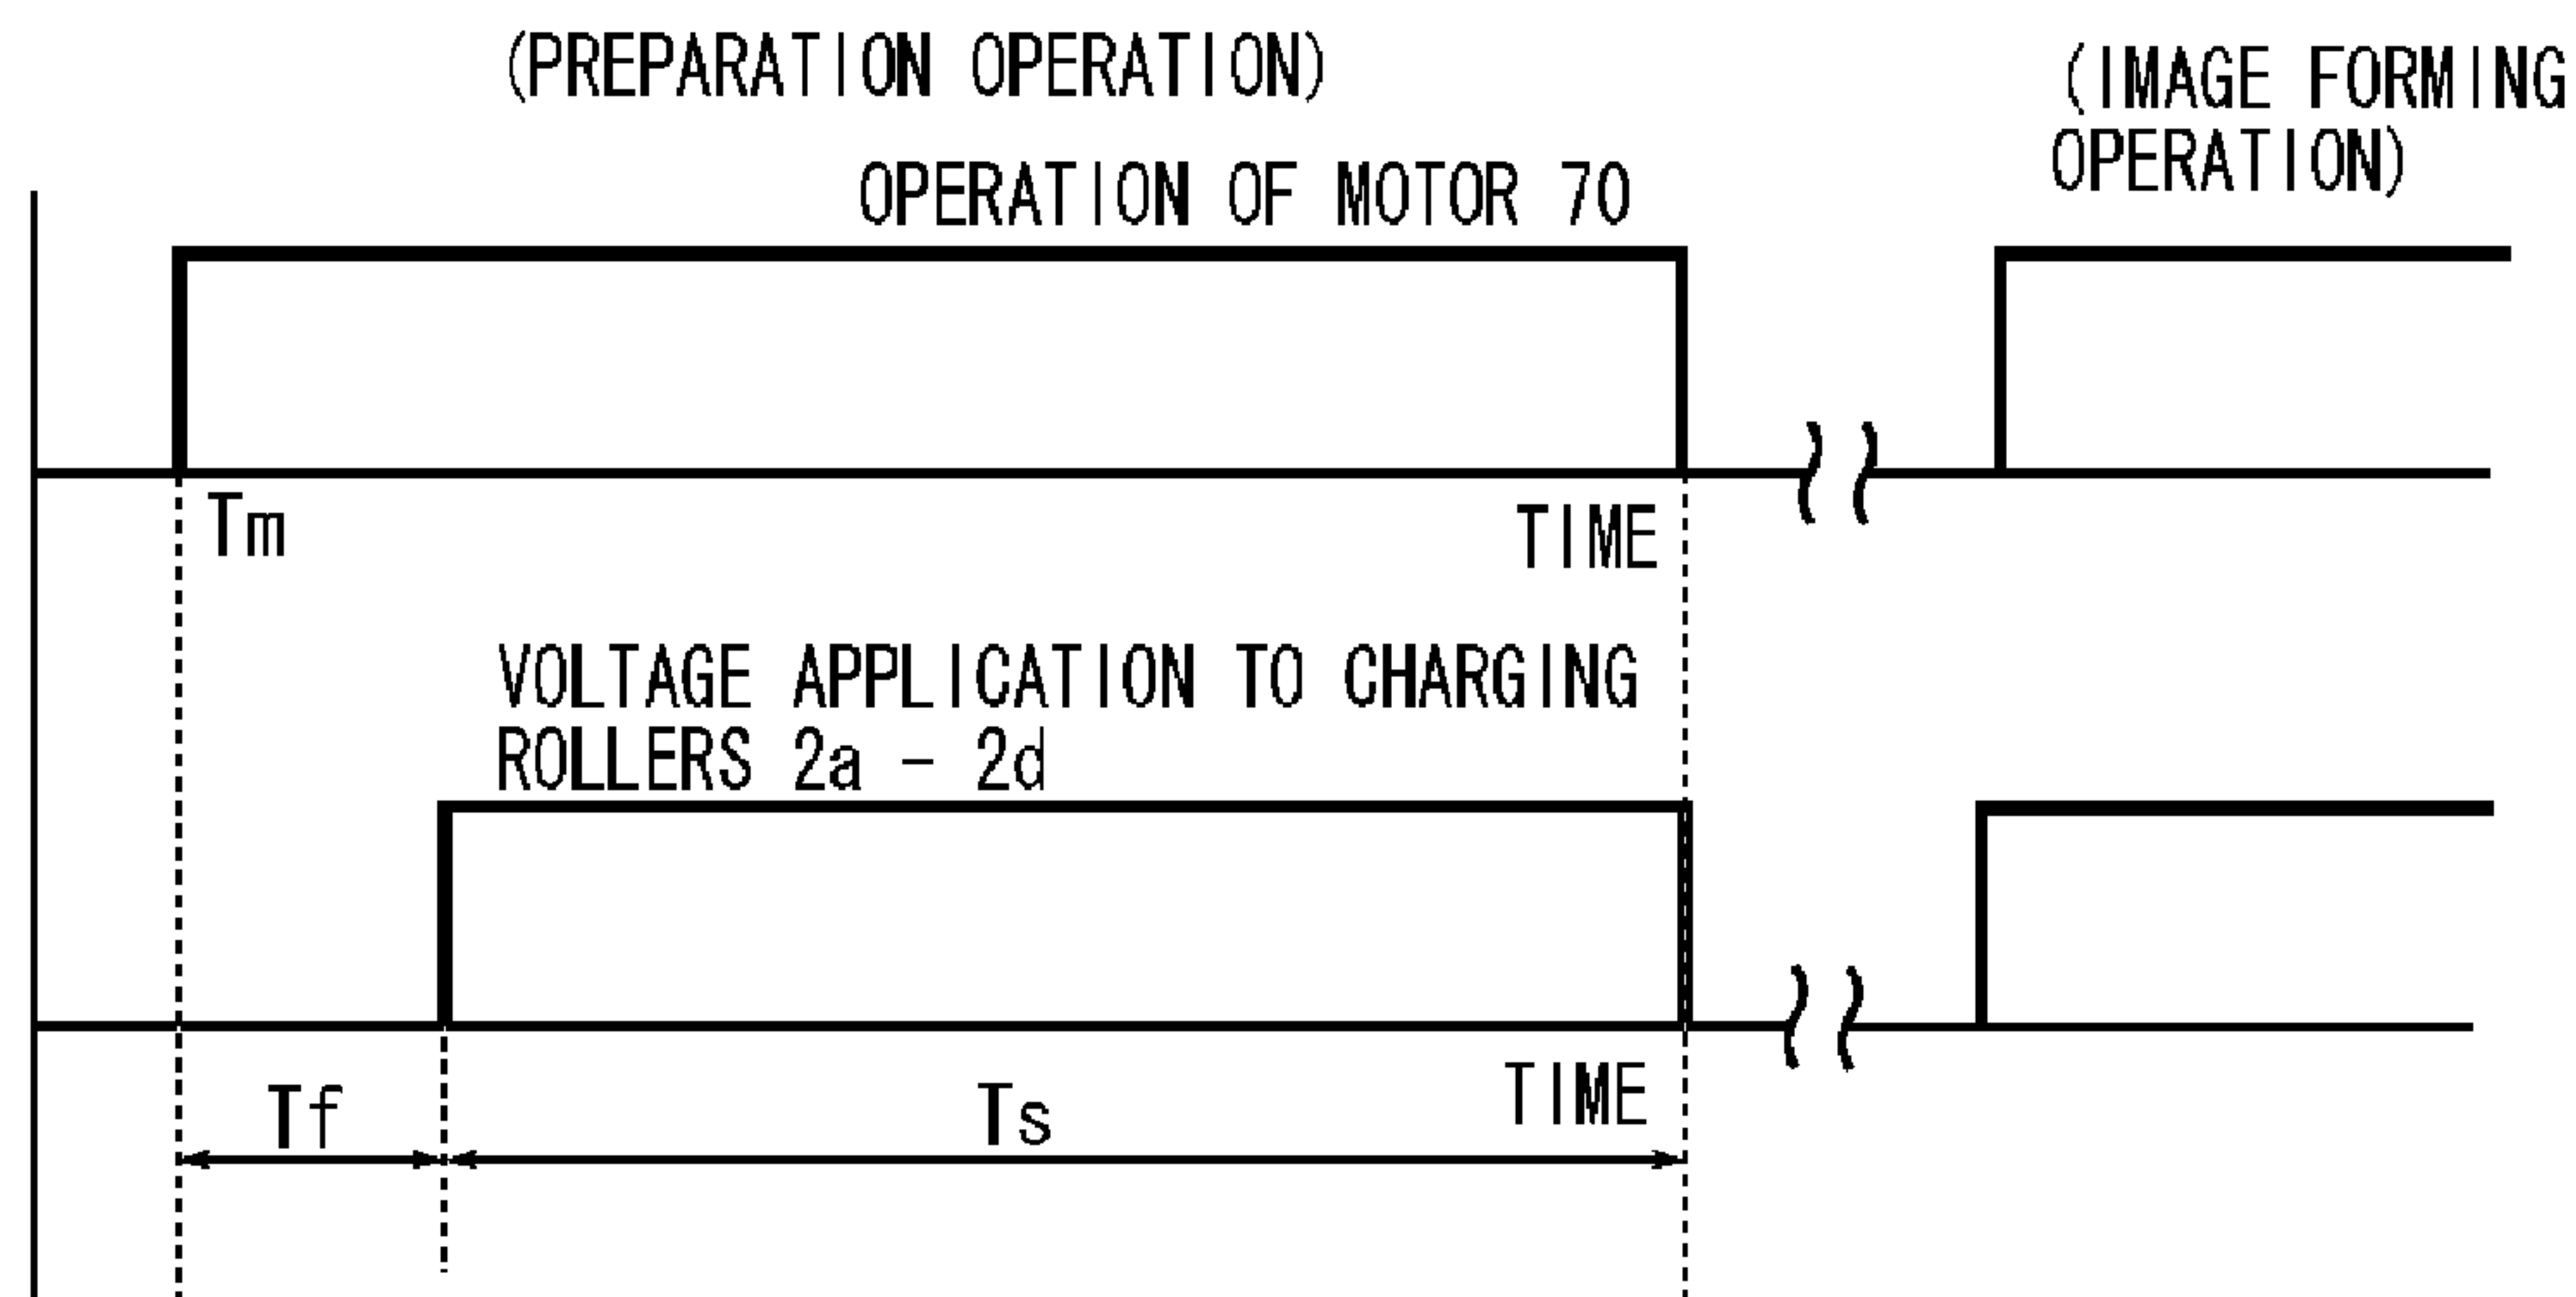 (PREPARATION OPERATION)
(IMAGE FORMING
OPERATION)
OPERATION OF MOTOR 70
Tm
TIME
VOLTAGE APPLICATION TO CHARGING
ROLLERS 2a - 2d
TIME
Tf
Ts